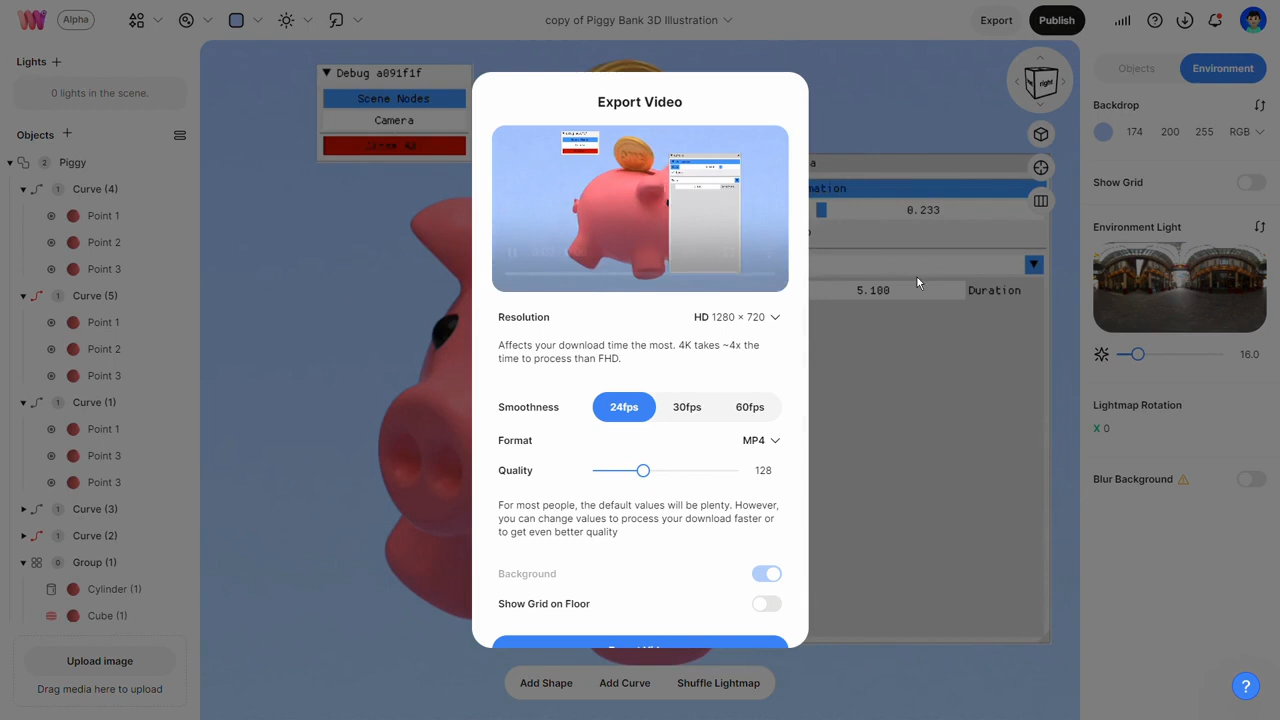 Alpha
copy of Piggy Bank 3D Illustration
Export
Publish
Lights
0 lights in the scene.
Objects
2 Piggy
1 Curve (4)
Point 1
Point 2
Point 3
1 Curve (5)
Point 1
Point 2
Point 3
1 Curve (1)
Point 1
Point 3
Point 3
Curve (3)
Curve (2)
0 Group (1)
Cylinder (1)
Cube (1)
Upload image
Drag media here to upload
Debug a091f1f
Scene Nodes
Camera
Export Video
Resolution
HD 1280 × 720
Affects your download time the most. 4K takes ~4x the
time to process than FHD.
Smoothness
24fps 30fps 60fps
Format
MP4
Quality
128
For most people, the default values will be plenty. However,
you can change values to process your download faster or
to get even better quality
Background
Show Grid on Floor
0.233
5.100 Duration
right
Add Shape
Add Curve
Shuffle Lightmap
Objects
Environment
Backdrop
174 200 255 RGB
Show Grid
Environment Light
16.0
Lightmap Rotation
X 0
Blur Background
?